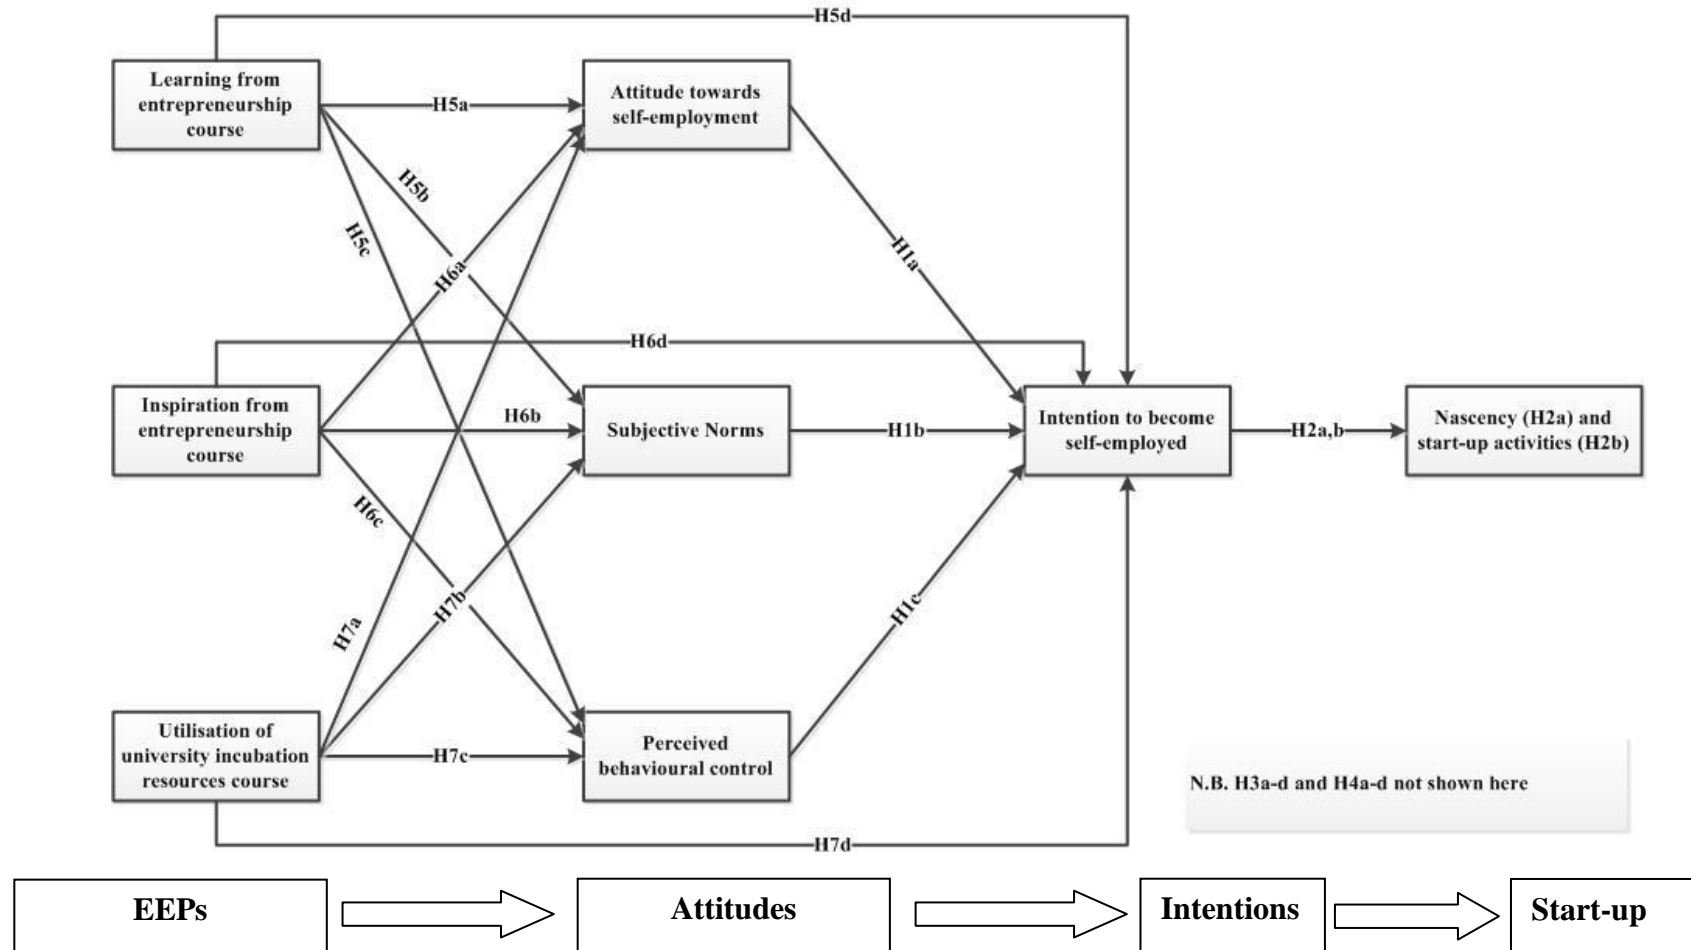 H5d
Learning from
entrepreneurship
course
H5a
Attitude towards
self-employment
H5b
H5c
H6a
H1a
H6d
Inspiration from
entrepreneurship
course
H6b
Subjective Norms
H1b
Intention to become
self-employed
H2a,b
Nascency (H2a) and
start-up activities (H2b)
H6c
H7b
H7a
H1c
Utilisation of
university incubation
resources course
H7c
Perceived
behavioural control
N.B. H3a-d and H4a-d not shown here
H7d
EEPs
Attitudes
Intentions
Start-up